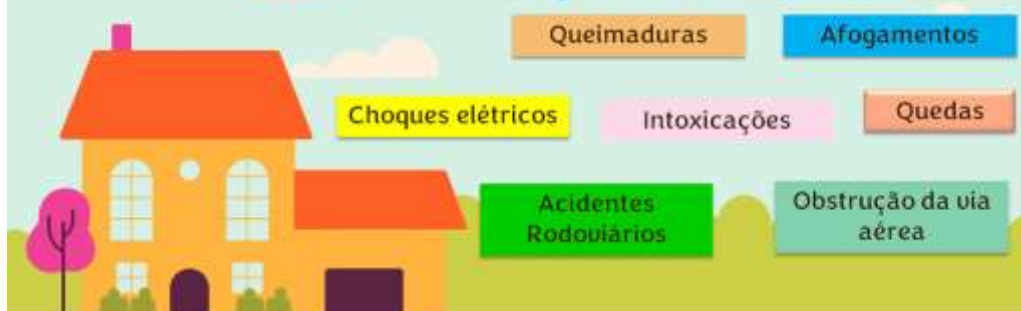 Queimaduras
Afogamentos
Choques elétricos
Intoxicações
Quedas
Acidentes
Rodoviários
Obstrução da via
aérea